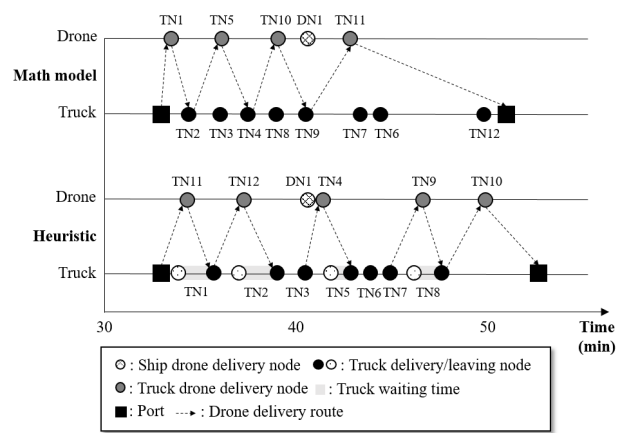 TN1 TN5 TN10 DN1 TN11
Drone
Math model
Truck
TN2 TN3 TN4 TN8 TN9 TN7 TN6 TN12
TN11 TN12 DN1 TN4 TN9 TN10
Drone
Heuristic
Truck
TN1 TN2 TN3 TN5 TN6 TN7 TN8
30 40 50 Time
(min)
: Ship drone delivery node : Truck delivery/leaving node
: Truck drone delivery node : Truck waiting time
: Port : Drone delivery route